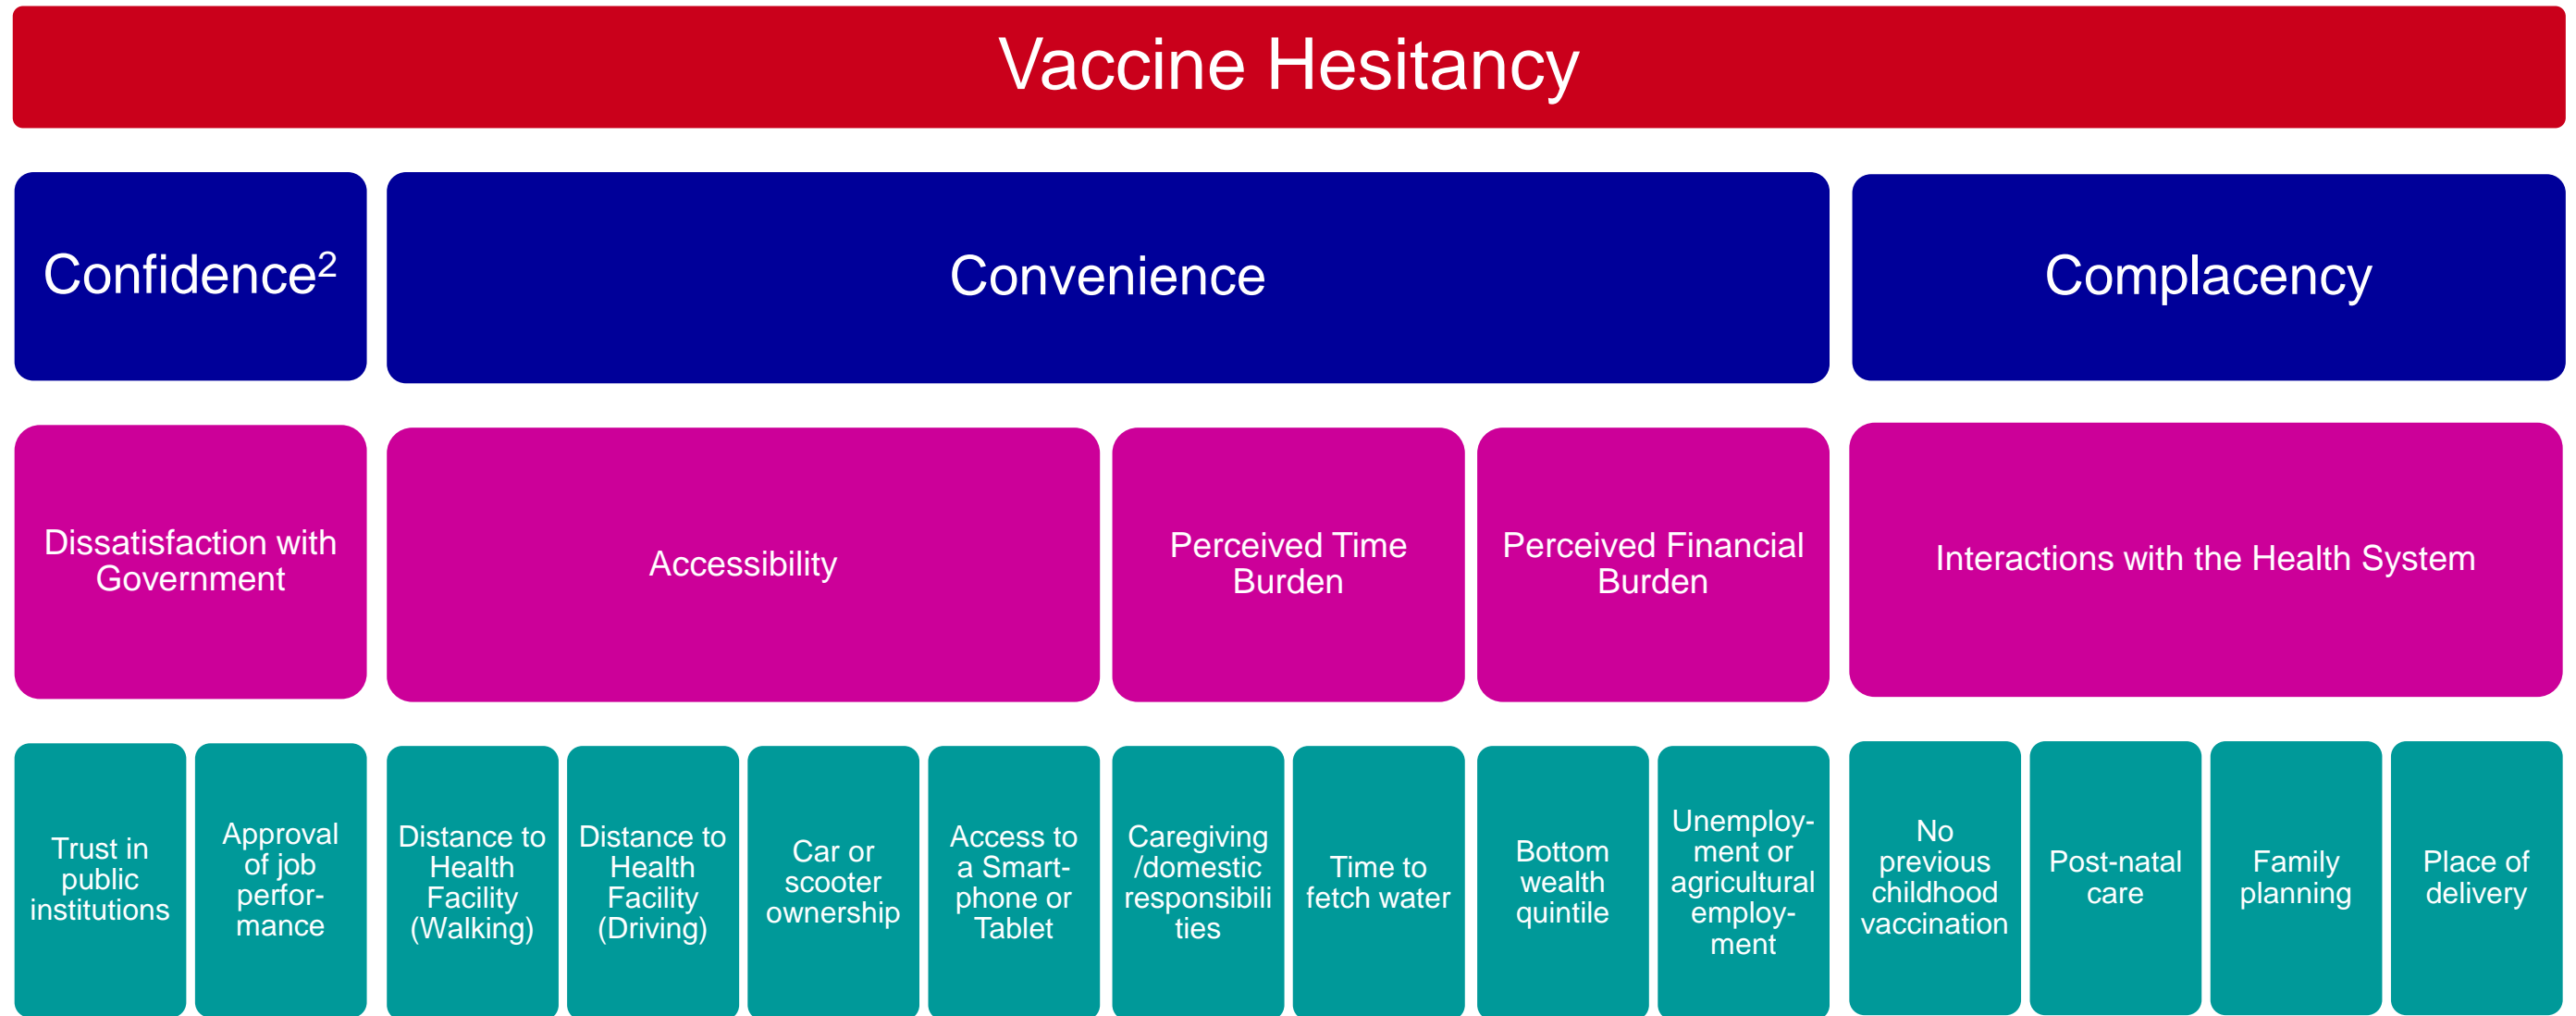 Vaccine Hesitancy
Confidence²
Convenience
Complacency
Dissatisfaction with
Government
Accessibility
Perceived Time
Burden
Perceived Financial
Burden
Interactions with the Health System
Trust in
public
institutions
Approval
of job
perfor-
mance
Distance to
Health
Facility
(Walking)
Distance to
Health
Facility
(Driving)
Car or
scooter
ownership
Access to
a Smart-
phone or
Tablet
Caregiving
/domestic
responsibili
ties
Time to
fetch water
Bottom
wealth
quintile
Unemploy-
ment or
agricultural
employ-
ment
No
previous
childhood
vaccination
Post-natal
care
Family
planning
Place of
delivery